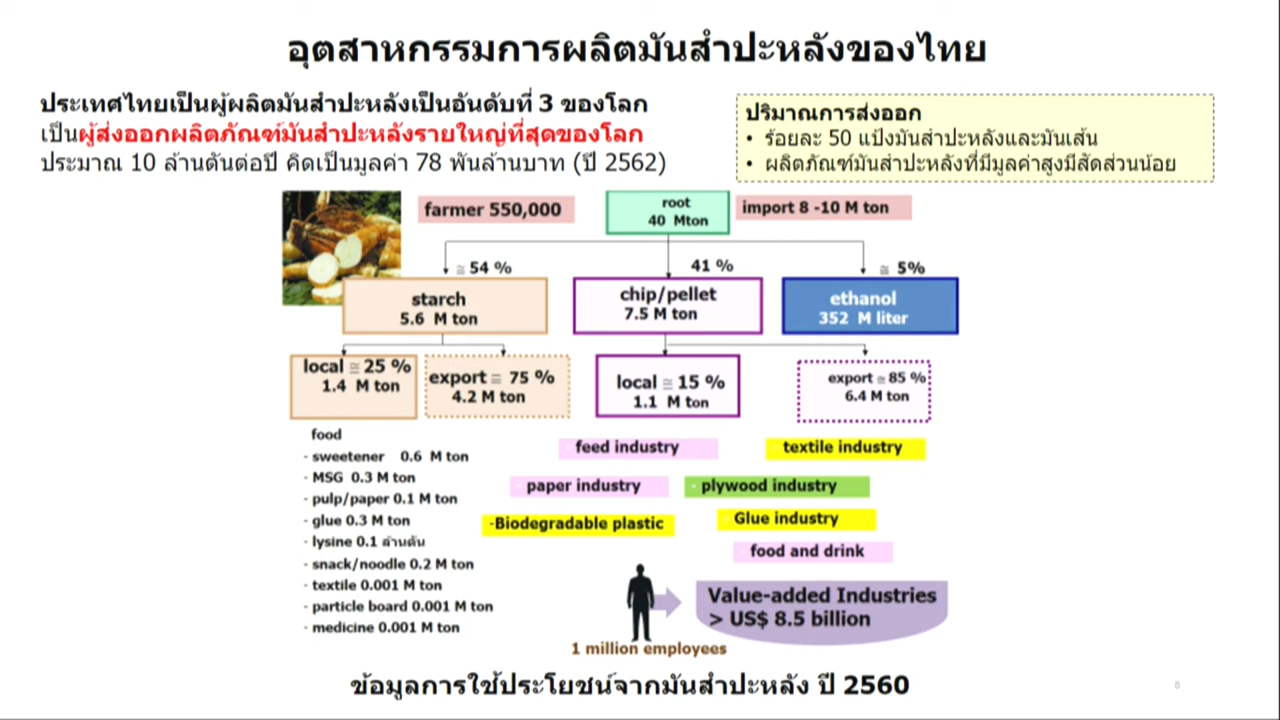 อุตสาหกรรมการผลิตมันสำปะหลังของไทย
ประเทศไทยเป็นผู้ผลิตมันสำปะหลังเป็นอันดับที่ 3 ของโลก
เป็นผู้ส่งออกผลิตภัณฑ์มันสำปะหลังรายใหญ่ที่สุดของโลก
ประมาณ 10 ล้านตันต่อปี คิดเป็นมูลค่า 78 พันล้านบาท (ปี 2562)
ปริมาณการส่งออก
• ร้อยละ 50 แป้งมันสำปะหลังและมันเส้น
• ผลิตภัณฑ์มันสำปะหลังที่มีมูลค่าสูงมีสัดส่วนน้อย
farmer 550,000
root
40 Mton
import 8 -10 M ton
≅ 54 %
41 %
≅ 5%
starch
5.6 M ton
chip/pellet
7.5 M ton
ethanol
352 M liter
local ≅ 25 %
1.4 M ton
export ≅ 75 %
4.2 M ton
local ≅ 15 %
1.1 M ton
export ≅ 85 %
6.4 M ton
food
- sweetener 0.6 M ton
- MSG 0.3 M ton
- pulp/paper 0.1 M ton
- glue 0.3 M ton
- lysine 0.1 ล้านตัน
- snack/noodle 0.2 M ton
- textile 0.001 M ton
- particle board 0.001 M ton
- medicine 0.001 M ton
feed industry
textile industry
paper industry
- plywood industry
-Biodegradable plastic
Glue industry
food and drink
Value-added Industries
> US$ 8.5 billion
1 million employees
ข้อมูลการใช้ประโยชน์จากมันสำปะหลัง ปี 2560
8